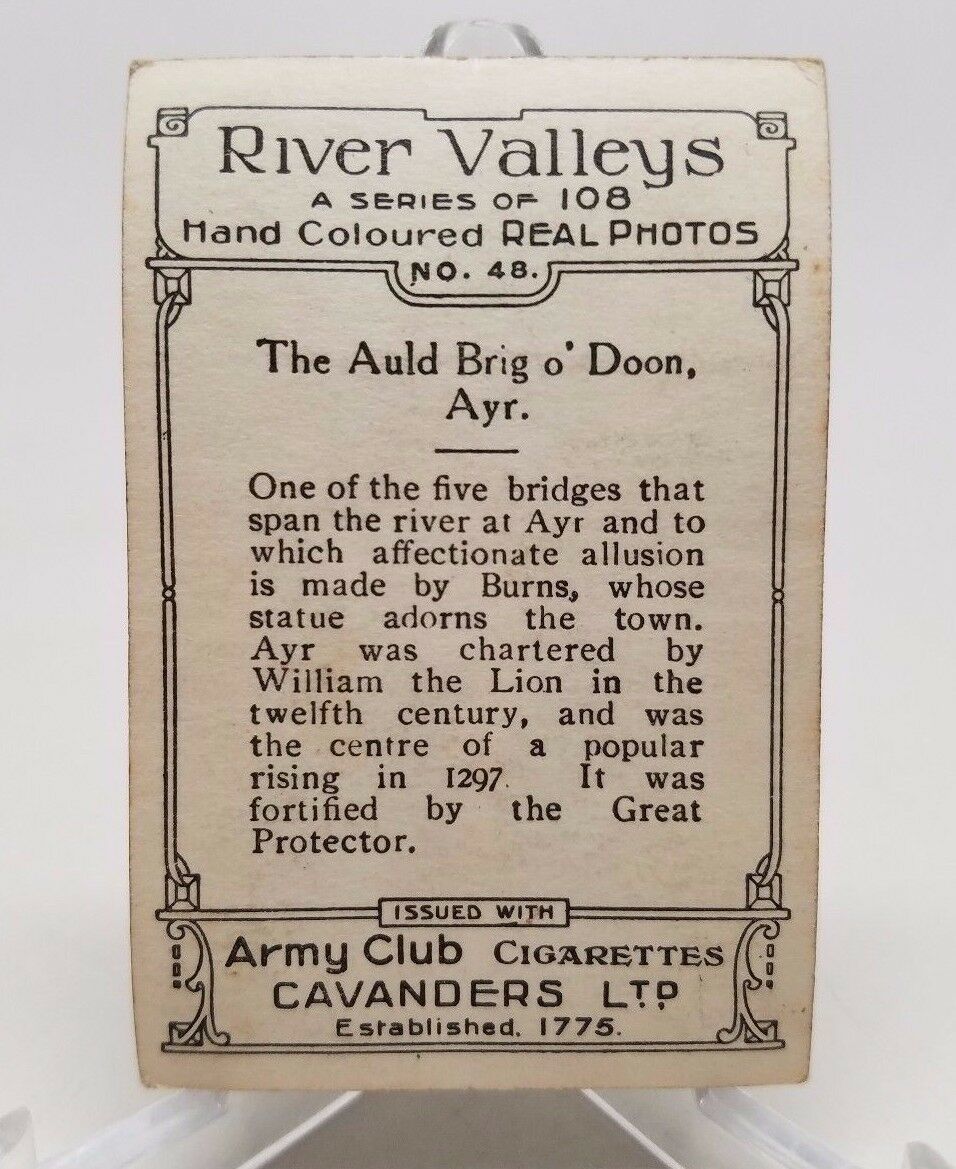 River Valleys
A SERIES OF 108
Hand Coloured REAL PHOTOS
NO. 48.
The Auld Brig o' Doon,
Ayr.
One of the five bridges that
span the river at Ayr and to
which affectionate allusion
is made by Burns, whose
statue adorns the town.
Ayr was chartered by
William the Lion in the
twelfth century, and was
the centre of a popular
rising in 1297. It was
fortified by the Great
Protector.
ISSUED WITH
Army Club CIGARETTES
CAVANDERS LTD
Established. 1775.